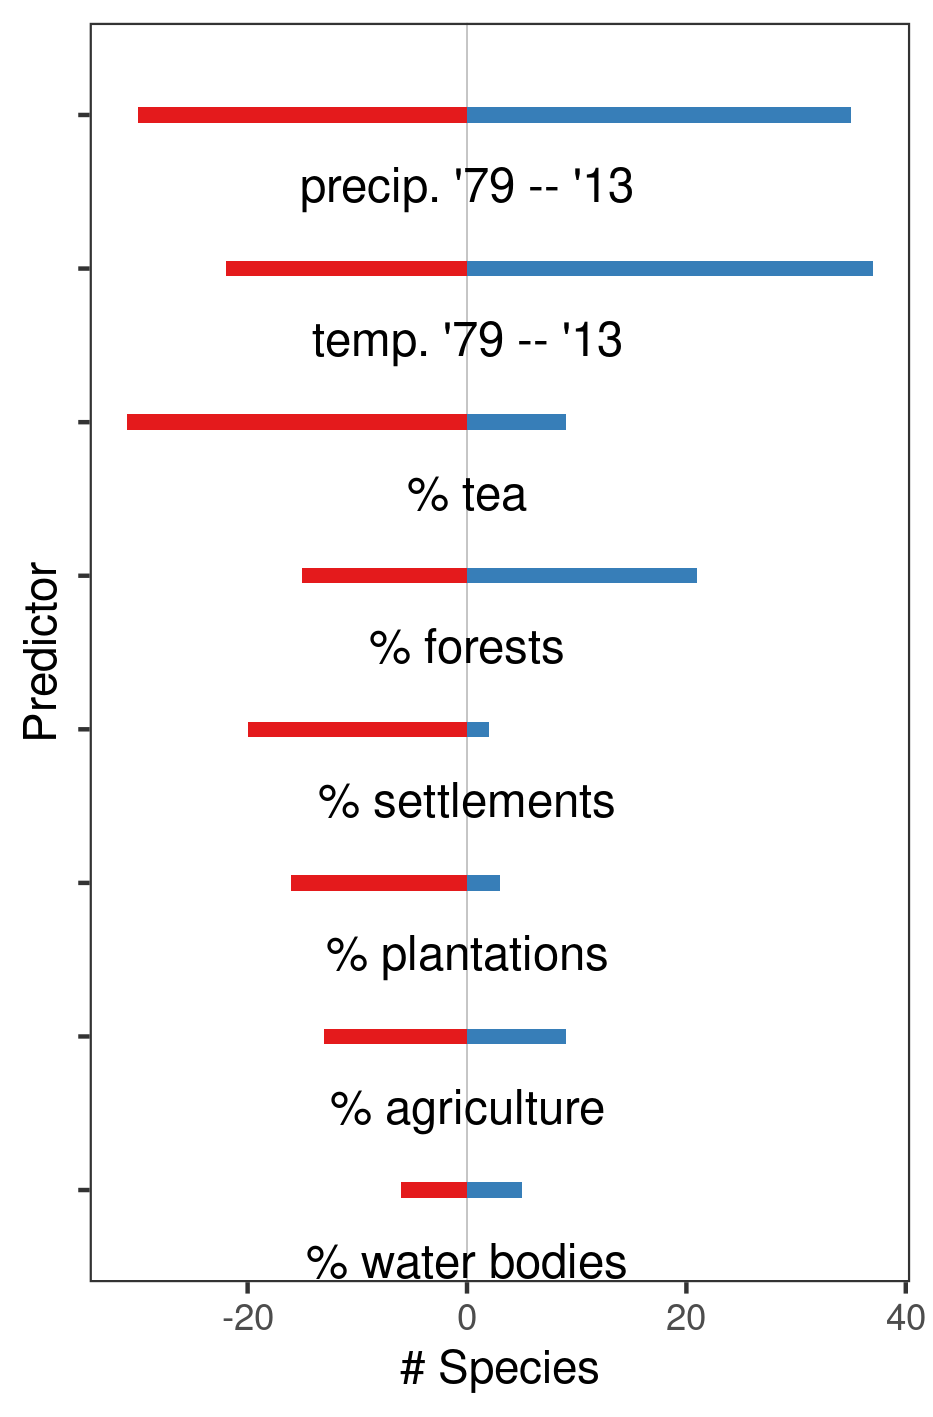 precip. '79 -- '13
temp. '79 -- '13
% tea
% forests
% settlements
% plantations
% agriculture
% water bodies
Predictor
-20 0 20 40
# Species